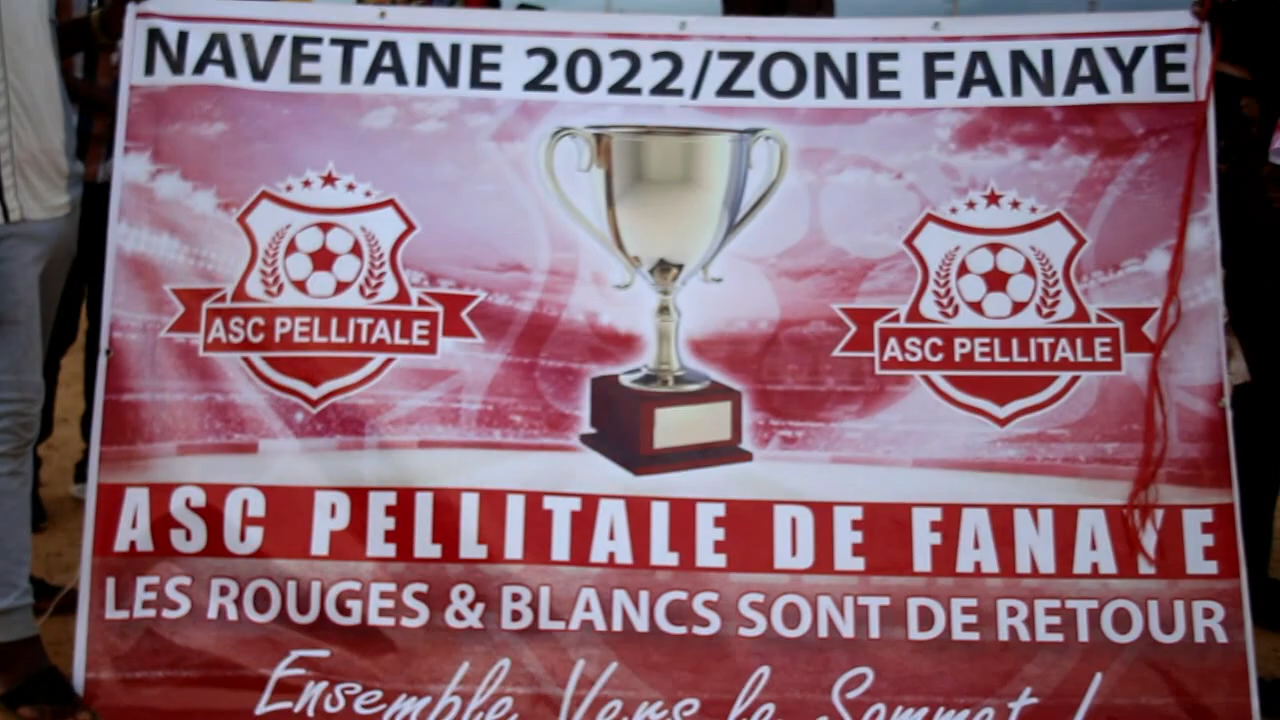 NAVETANE 2022/ZONE FANAYE
ASC PELLITALE
ASC PELLITALE
ASC PELLITALE DE FANAYE
LES ROUGES & BLANCS SONT DE RETOUR
Ensemble Vers le Sommet !